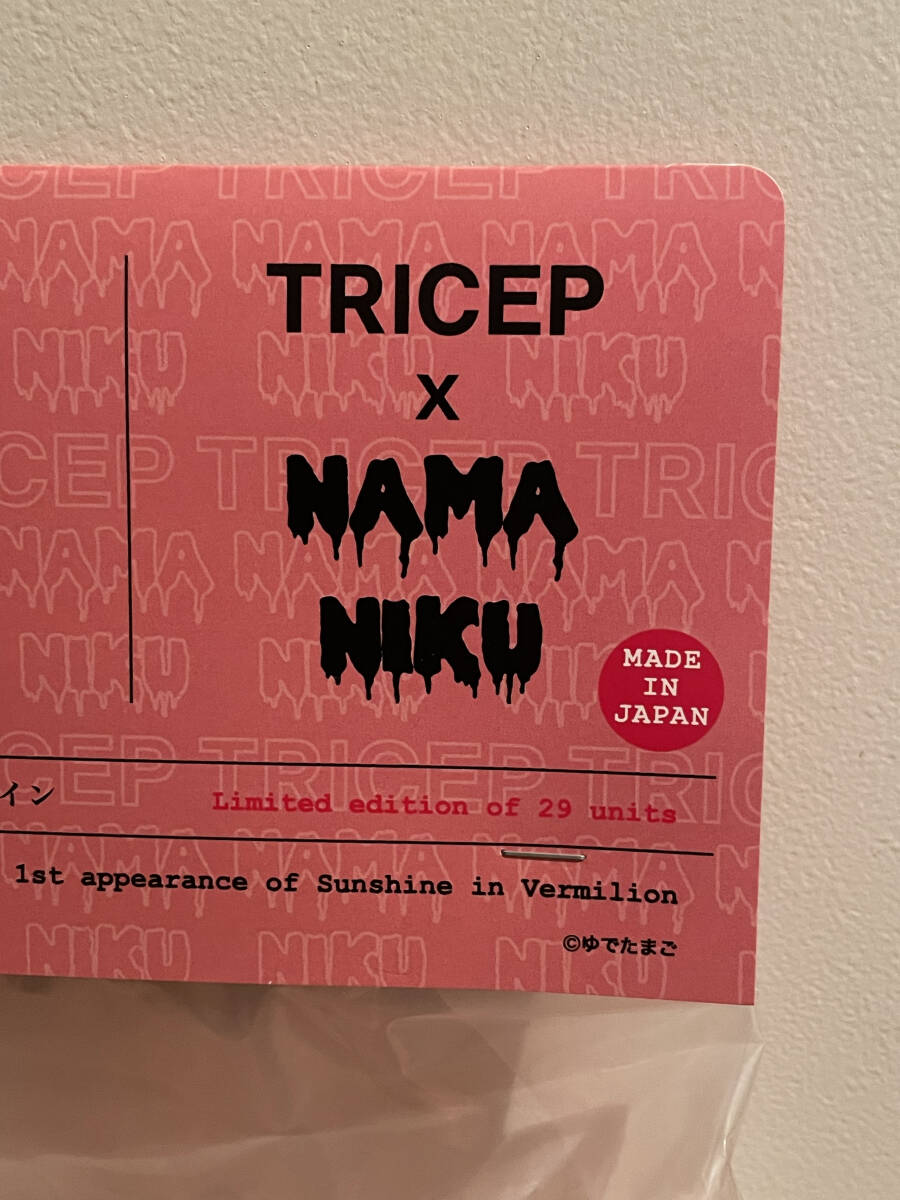 TRICEP
x
NAMA
NIKU
MADE
IN
JAPAN
イン
Limited edition of 29 units
1st appearance of Sunshine in Vermilion
©ゆでたまご